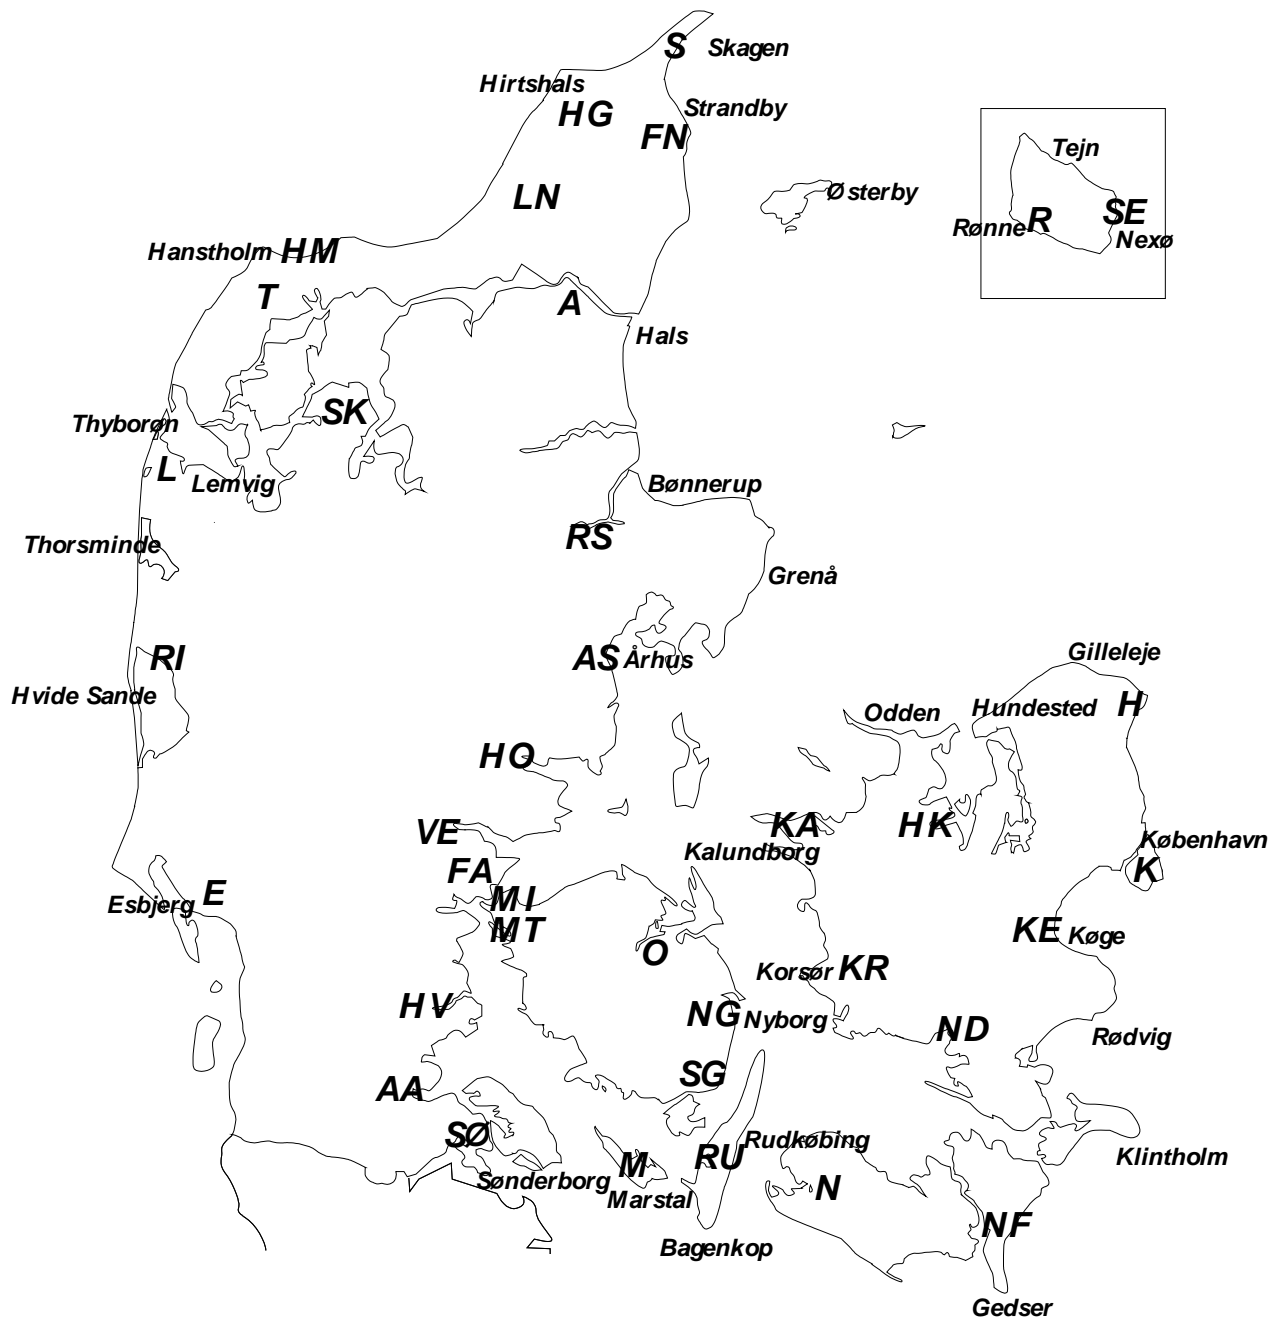 S Skagen
Hirtshals
HG
Strandby
FN
Tejn
LN
Østerby
SE
R
Rønne
Nexø
Hanstholm HM
T
A
Hals
SK
Thyborøn
L
Lemvig
Bønnerup
RS
Thorsminde
Grenå
RI
AS Århus
Gilleleje
Hvide Sande
H
Odden
Hundested
HO
VE
KA
HK
København
Kalundborg
FA
K
E
MI
Esbjerg
MT
KE Køge
O
Korsør KR
HV
NG Nyborg
ND
Rødvig
SG
AA
SØ
Rudkøbing
RU
Klintholm
M
Sønderborg
N
Marstal
NF
Bagenkop
Gedser